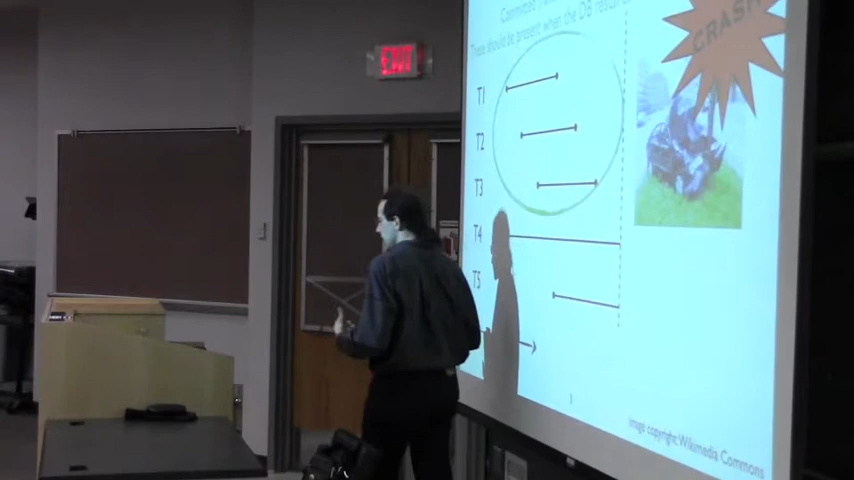 Committed
These should be present when the DB
CRASH!
EXIT
T1
T2
T3
T4
T5
Image copyright: Wikimedia Commons